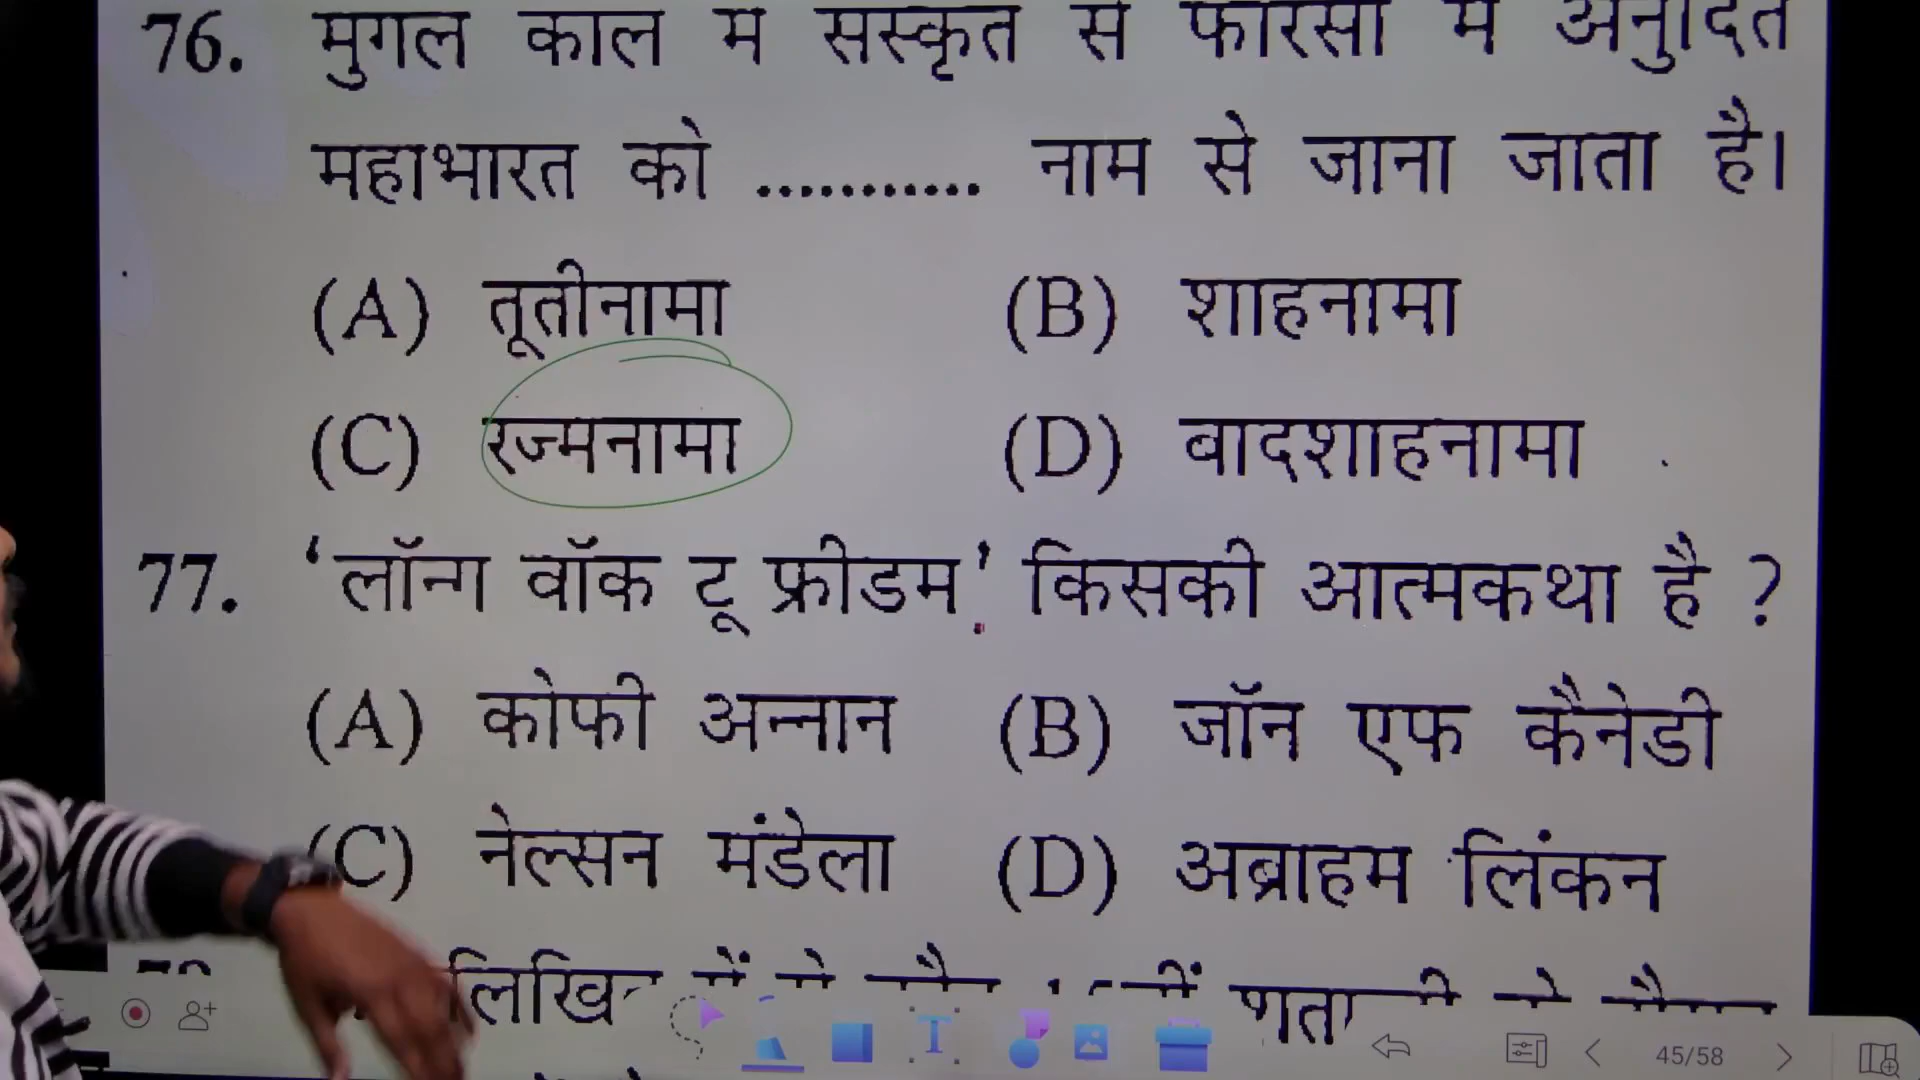 76. मुगल काल में संस्कृत से फारसी में अनुदित
महाभारत को ........... नाम से जाना जाता है।
(A) तूतीनामा (B) शाहनामा
(C) रज्मनामा (D) बादशाहनामा
77. ‘लॉन्ग वॉक टू फ्रीडम’ किसकी आत्मकथा है ?
(A) कोफी अन्नान (B) जॉन एफ कैनेडी
(C) नेल्सन मंडेला (D) अब्राहम लिंकन
45/58